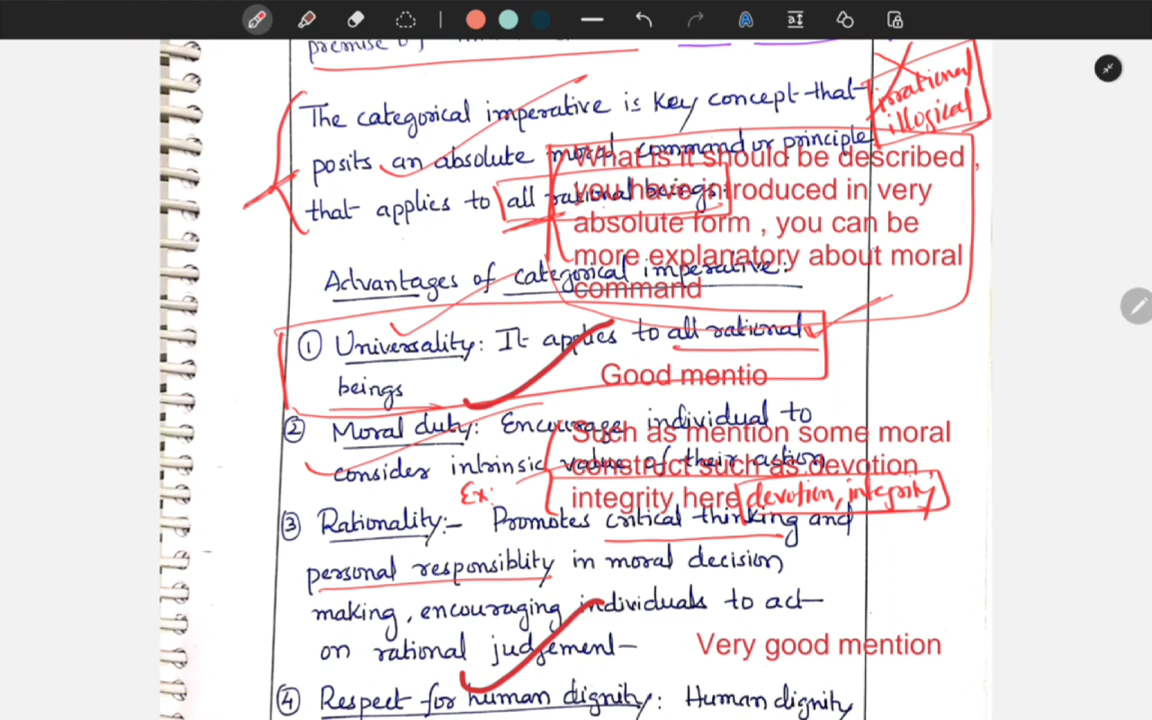 premise of
The categorical imperative is key concept that
irrational
illogical
posits an absolute moral command or principle
that applies to all rational beings.
What is it should be described ,
you have introduced in very
absolute form , you can be
more explanatory about moral
command
Advantages of categorical imperative:
① Universality: It applies to all rational
beings
Good mentio
② Moral duty: Encourage individual to
consider intrinsic value of their action
Such as mention some moral
construct such as devotion ,
integrity here
Ex:
devotion, integrity
③ Rationality:- Promotes critical thinking and
personal responsiblity in moral decision
making, encouraging individuals to act
on rational judgement-
Very good mention
④ Respect for human dignity: Human dignity